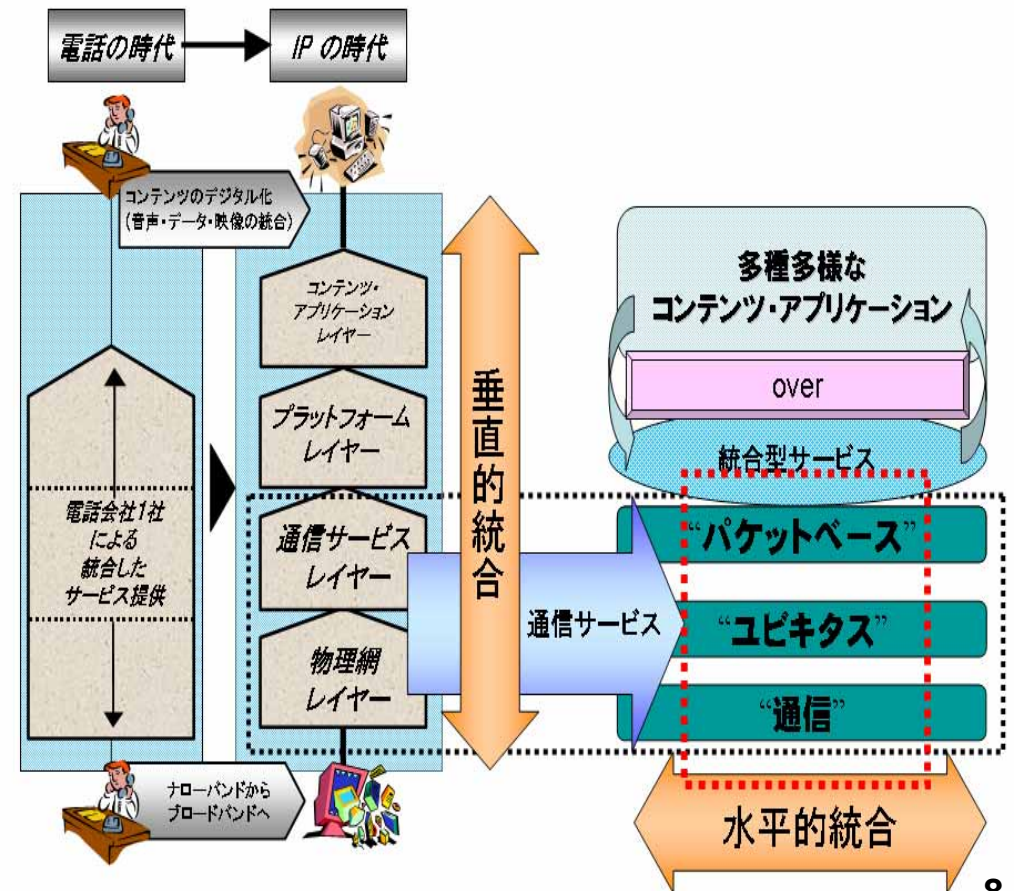 電話の時代
IP の時代
コンテンツのデジタル化
(音声・データ・映像の統合)
コンテンツ・
アプリケーション
レイヤー
プラットフォーム
レイヤー
電話会社1社
による
統合した
サービス提供
通信サービス
レイヤー
物理網
レイヤー
ナローバンドから
ブロードバンドへ
垂直的統合
通信サービス
多種多様な
コンテンツ・アプリケーション
over
統合型サービス
“パケットベース”
“ユビキタス”
“通信”
水平的統合
8